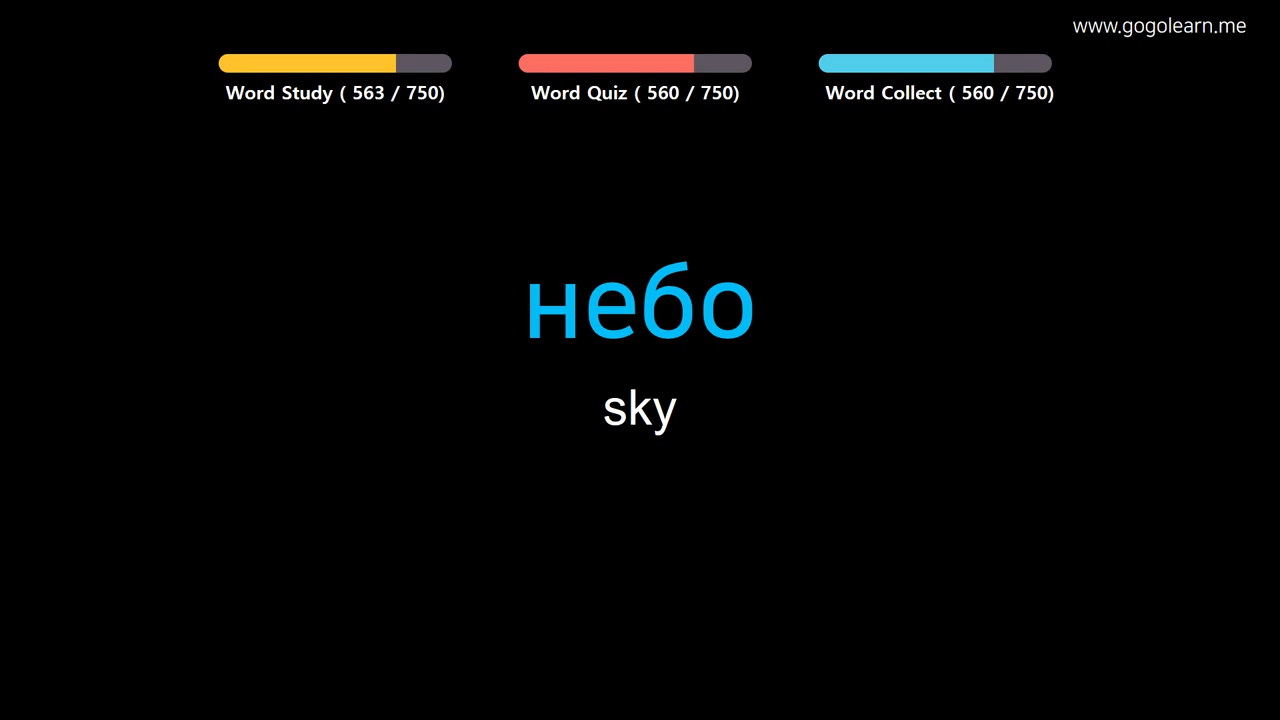 www.gogolearn.me
Word Study ( 563 / 750)
Word Quiz ( 560 / 750)
Word Collect ( 560 / 750)
небо
sky